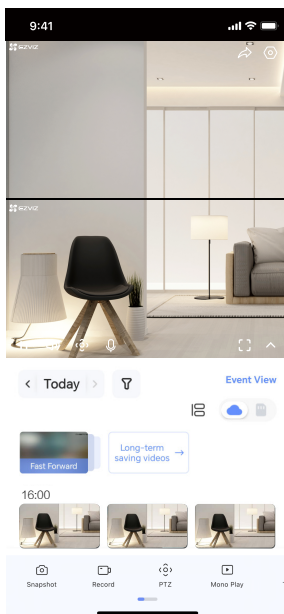 9:41
EZVIZ
EZVIZ
Today
Event View
Fast Forward
Long-term
saving videos
16:00
Snapshot
Record
PTZ
Mono Play